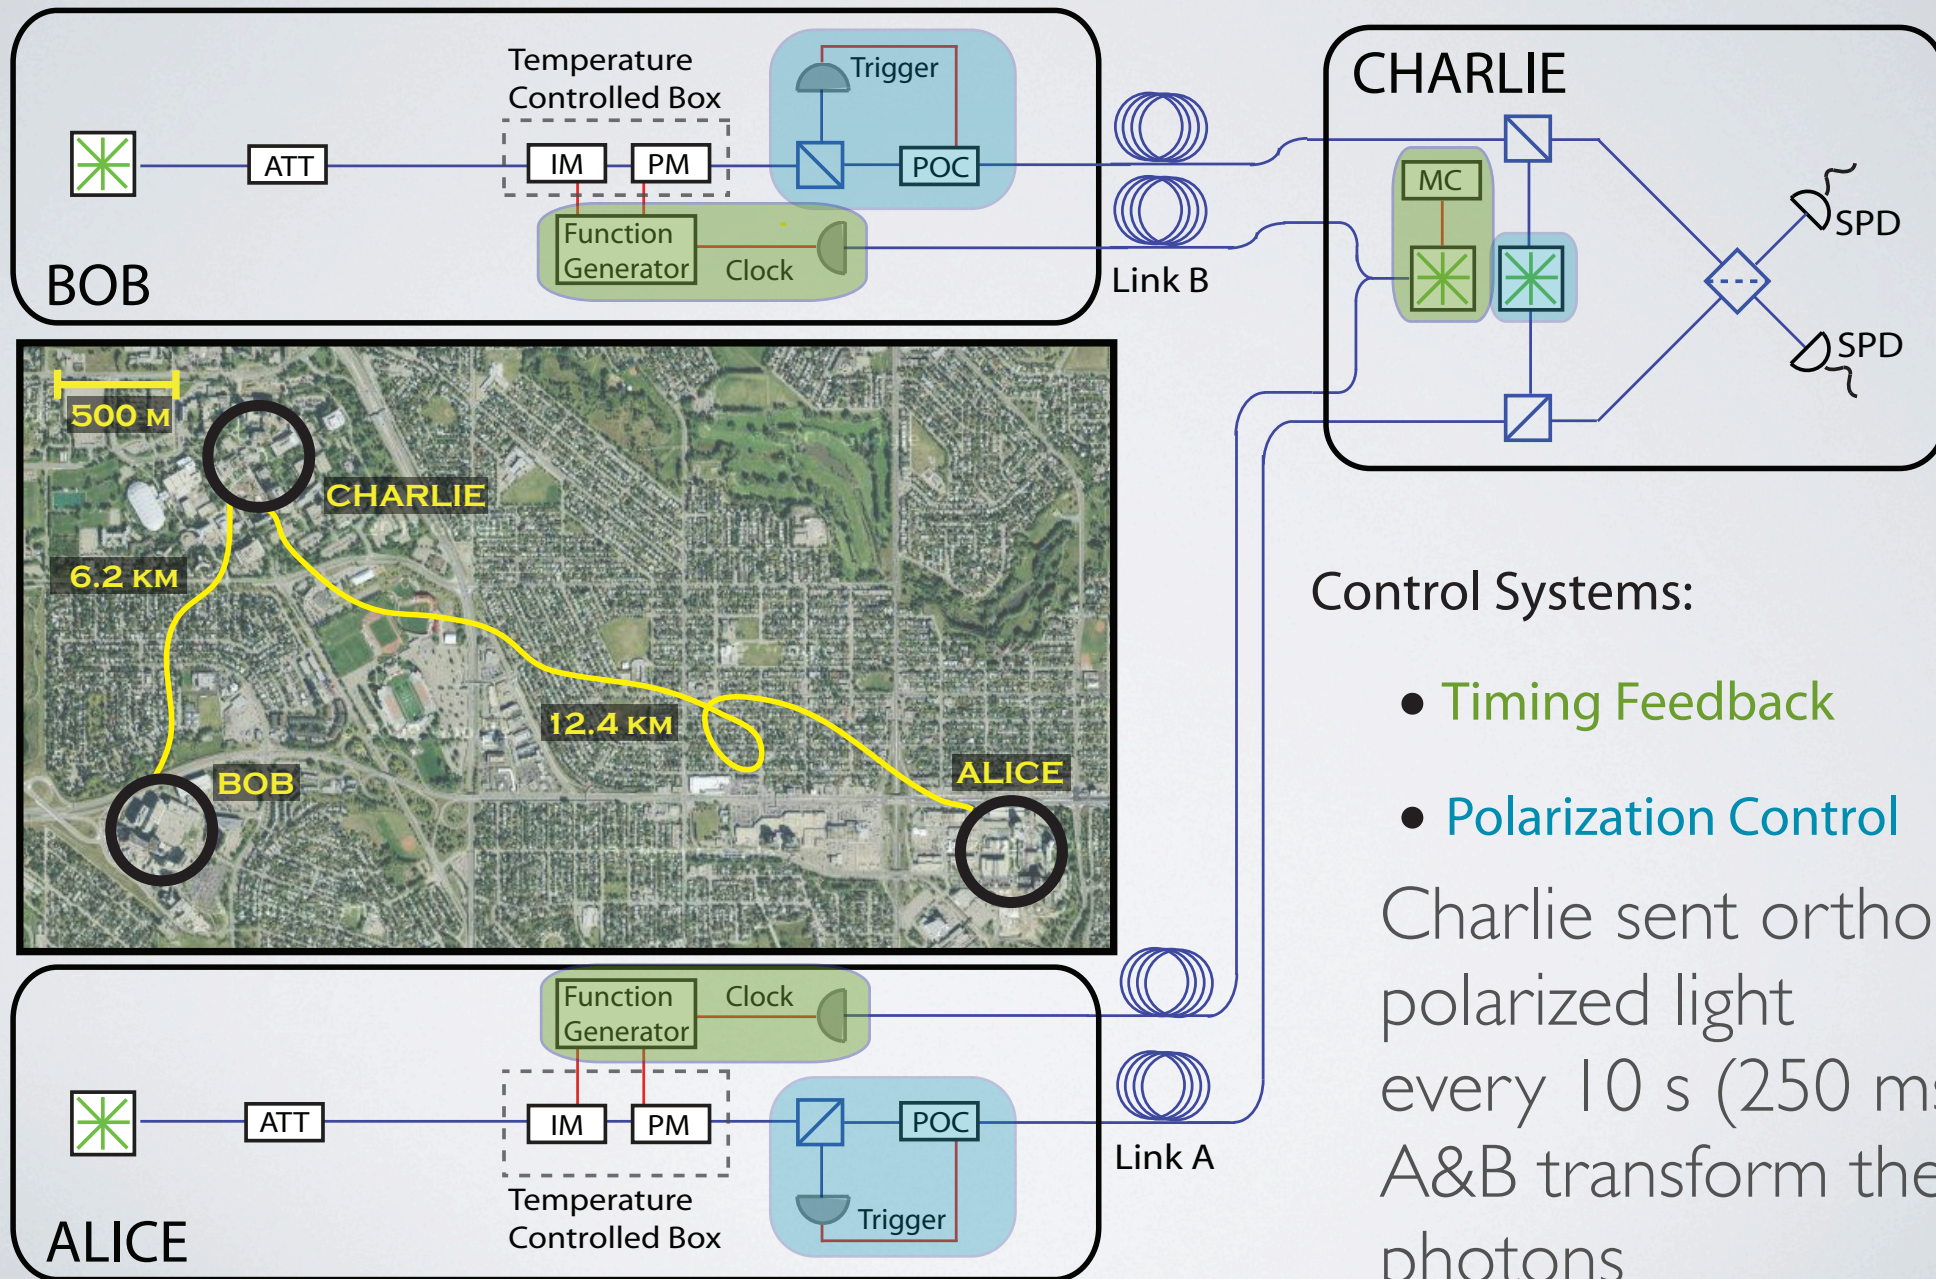 Temperature
Controlled Box
Trigger
ATT
IM
PM
POC
Function
Generator
Clock
BOB
Link B
CHARLIE
MC
SPD
SPD
500 M
CHARLIE
6.2 KM
12.4 KM
BOB
ALICE
Control Systems:
• Timing Feedback
• Polarization Control
Charlie sent ortho
polarized light
every 10 s (250 ms
A&B transform the
photons
Function
Generator
Clock
ATT
IM
PM
POC
Trigger
Temperature
Controlled Box
ALICE
Link A